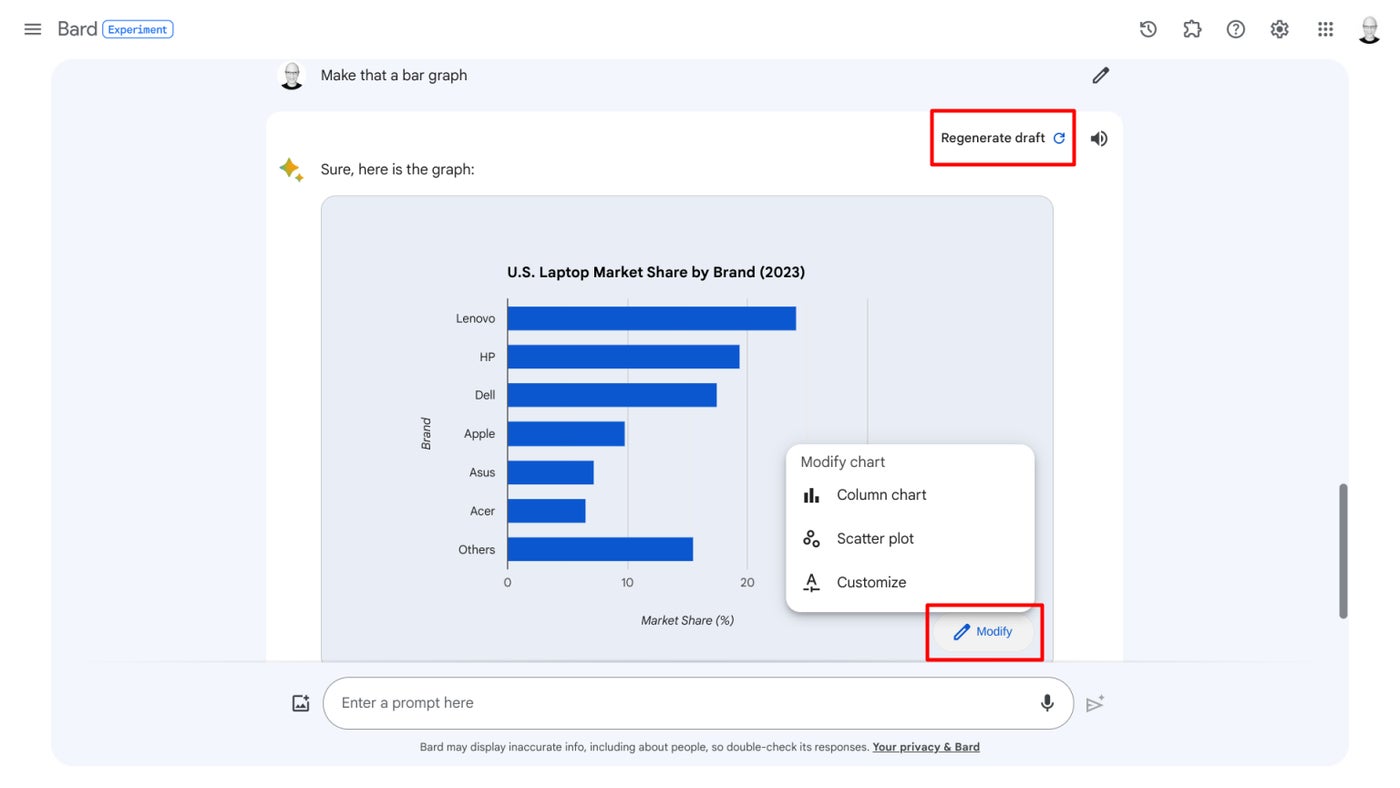 Bard Experiment
Make that a bar graph
Regenerate draft
Sure, here is the graph:
U.S. Laptop Market Share by Brand (2023)
Brand
Lenovo
HP
Dell
Apple
Asus
Acer
Others
0 10 20
Market Share (%)
Modify chart
Column chart
Scatter plot
Customize
Modify
Enter a prompt here
Bard may display inaccurate info, including about people, so double-check its responses. Your privacy & Bard